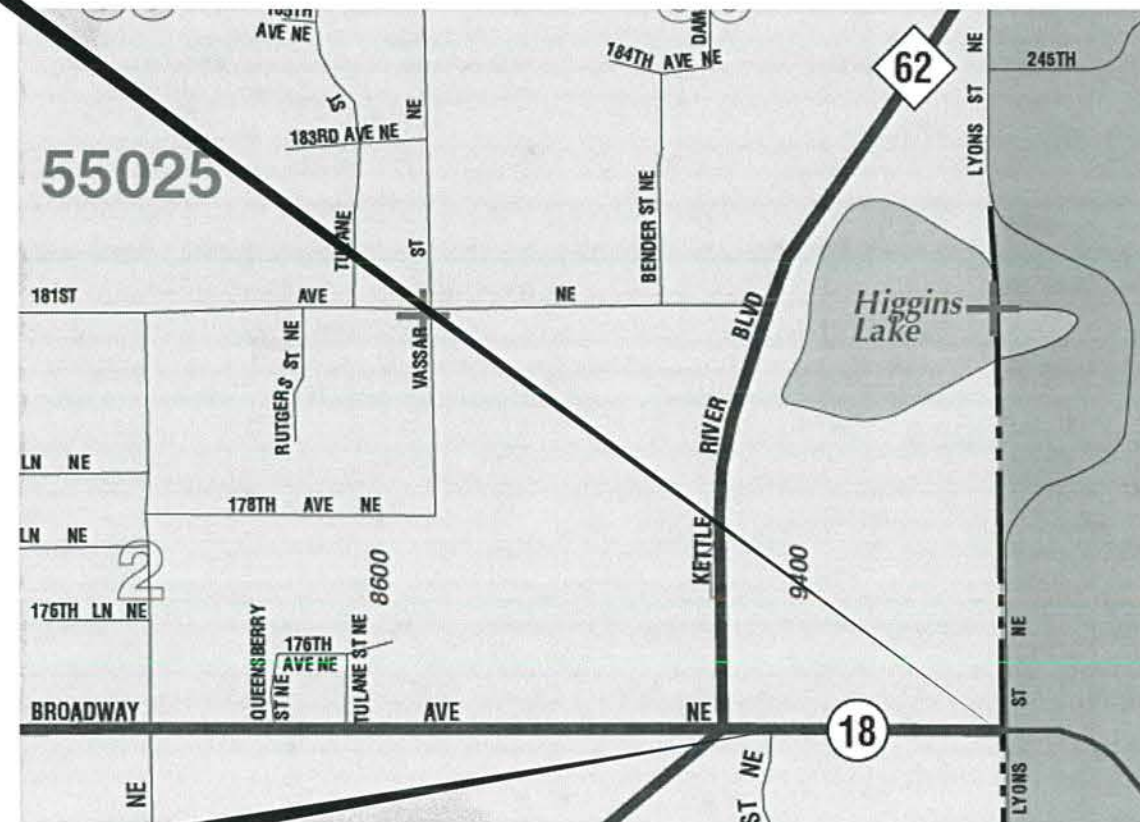 AVE NE
DAM
184TH AVE NE
62
NE
ST
LYONS
245TH
ST
183RD AVE NE
NE
55025
TULANE
ST
BENDER ST NE
181ST AVE NE
Higgins
Lake
RUTGERS ST NE
VASSAR
KETTLE RIVER BLVD
LN NE
178TH AVE NE
LN NE
2
8600
9400
175TH LN NE
QUEENSBERRY
ST NE
176TH
AVE NE
TULANE ST NE
BROADWAY AVE NE
18
NE
ST
LYONS
NE
ST NE